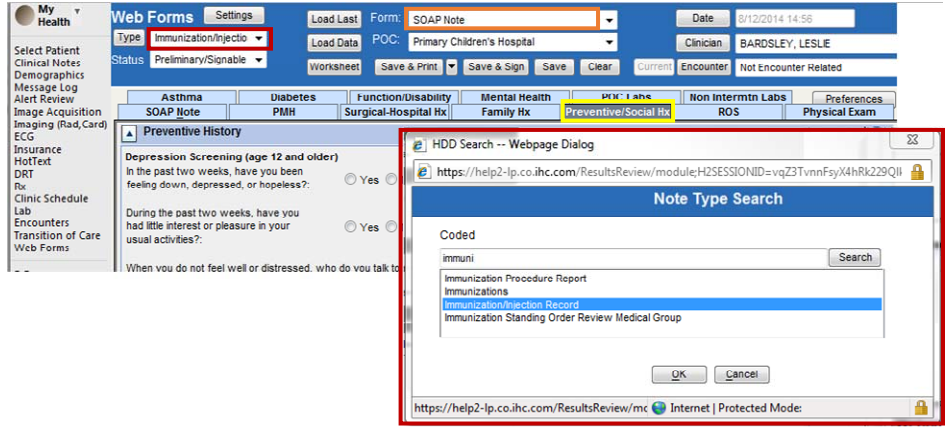 My
Health
Web Forms Settings
Type Immunization/Injectio
Status Preliminary/Signable
Load Last Form: SOAP Note
Load Data POC: Primary Children's Hospital
Worksheet Save & Print Save & Sign Save Clear
Date 8/12/2014 14:56
Clinician BARDSLEY, LESLIE
Current Encounter Not Encounter Related
Select Patient
Clinical Notes
Demographics
Message Log
Alert Review
Image Acquisition
Imaging (Rad,Card)
ECG
Insurance
HotText
DRT
Rx
Clinic Schedule
Lab
Encounters
Transition of Care
Web Forms
Asthma Diabetes Function/Disability Mental Health POC Labs Non Intermtn Labs Preferences
SOAP Note PMH Surgical-Hospital Hx Family Hx Preventive/Social Hx ROS Physical Exam
Preventive History
Depression Screening (age 12 and older)
In the past two weeks, have you been
feeling down, depressed, or hopeless?: Yes
During the past two weeks, have you
had little interest or pleasure in your
usual activities?: Yes
When you do not feel well or distressed, who do you talk to
HDD Search -- Webpage Dialog
https://help2-lp.co.ihc.com/ResultsReview/module;H2SESSIONID=vqZ3TvnnFsyX4hRk229QI
Note Type Search
Coded
immuni Search
Immunization Procedure Report
Immunizations
Immunization/Injection Record
Immunization Standing Order Review Medical Group
OK Cancel
https://help2-lp.co.ihc.com/ResultsReview/mo Internet | Protected Mode: